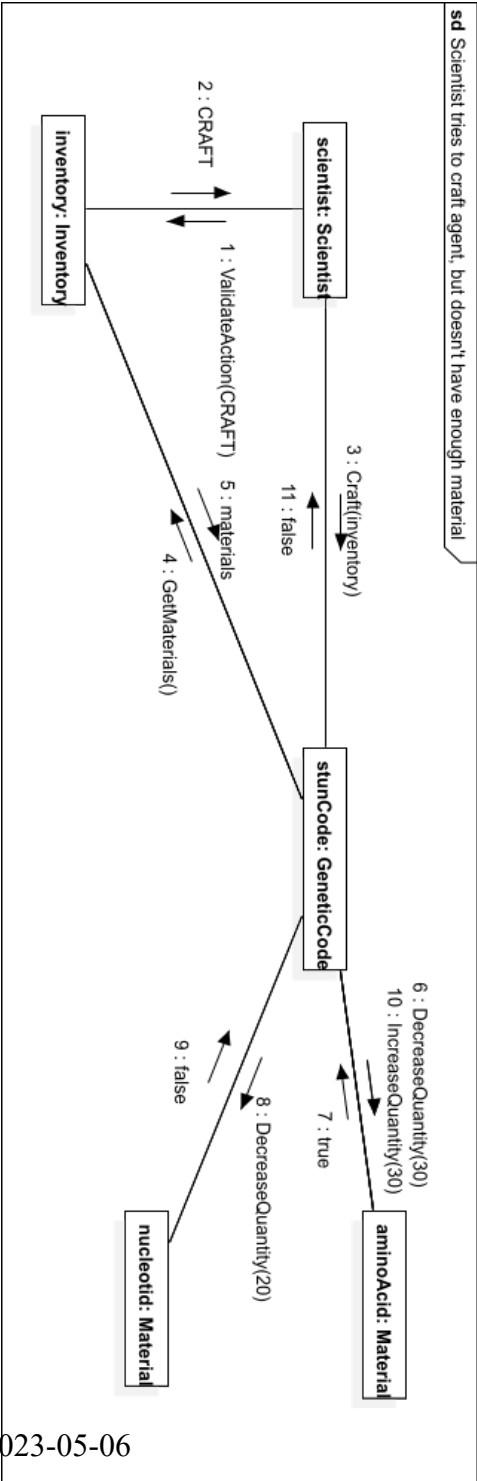 sd Scientist tries to craft agent, but doesn't have enough material
scientist: Scientist
3 : Craft(inventory)
11 : false
stunCode: GeneticCode
6 : DecreaseQuantity(30)
10 : IncreaseQuantity(30)
7 : true
aminoAcid: Material
2 : CRAFT
1 : ValidateAction(CRAFT)
5 : materials
4 : GetMaterials()
9 : false
8 : DecreaseQuantity(20)
inventory: Inventory
nucleotid: Material
023-05-06